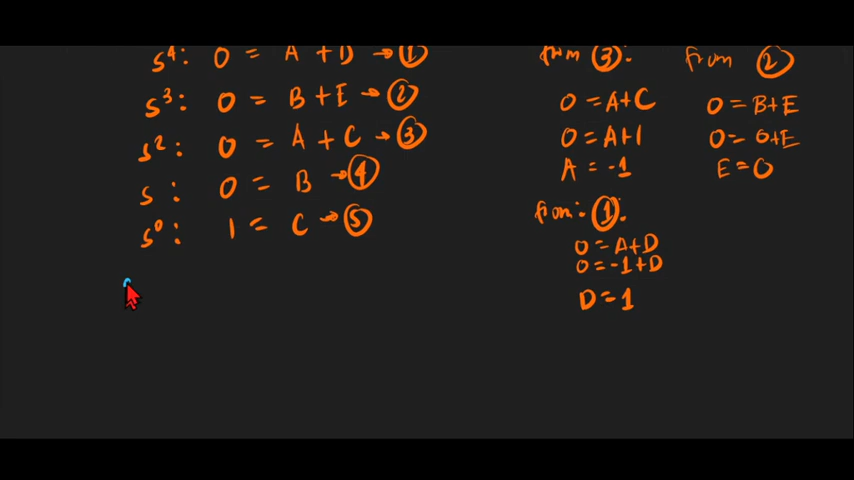 s⁴: 0 = A + D → ①
s³: 0 = B + E → ②
s²: 0 = A + C → ③
s: 0 = B → ④
s⁰: 1 = C → ⑤
from ③:
0 = A + C
0 = A + 1
A = -1
from: ①:
0 = A + D
0 = -1 + D
D = 1
from ②
0 = B + E
0 = 0 + E
E = 0